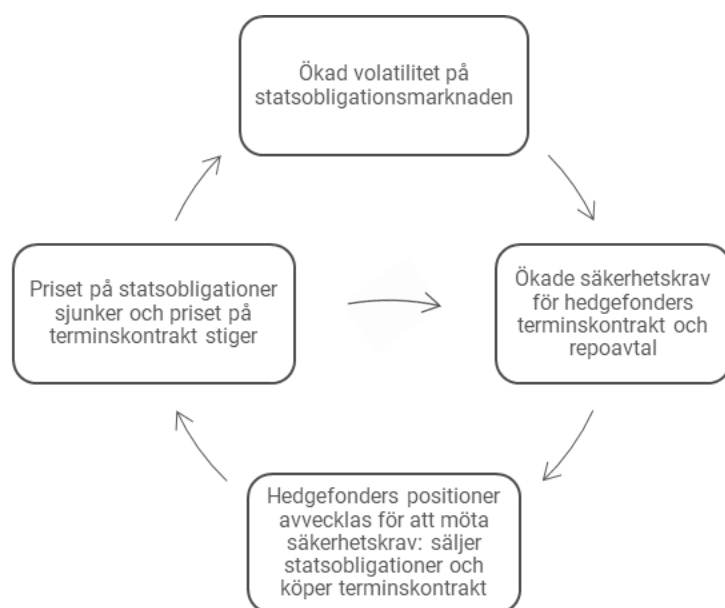 Ökad volatilitet på
statsobligationsmarknaden
Priset på statsobligationer
sjunker och priset på
terminskontrakt stiger
Ökade säkerhetskrav
för hedgefonders
terminskontrakt och
repoavtal
Hedgefonders positioner
avvecklas för att möta
säkerhetskrav: säljer
statsobligationer och
köper terminskontrakt